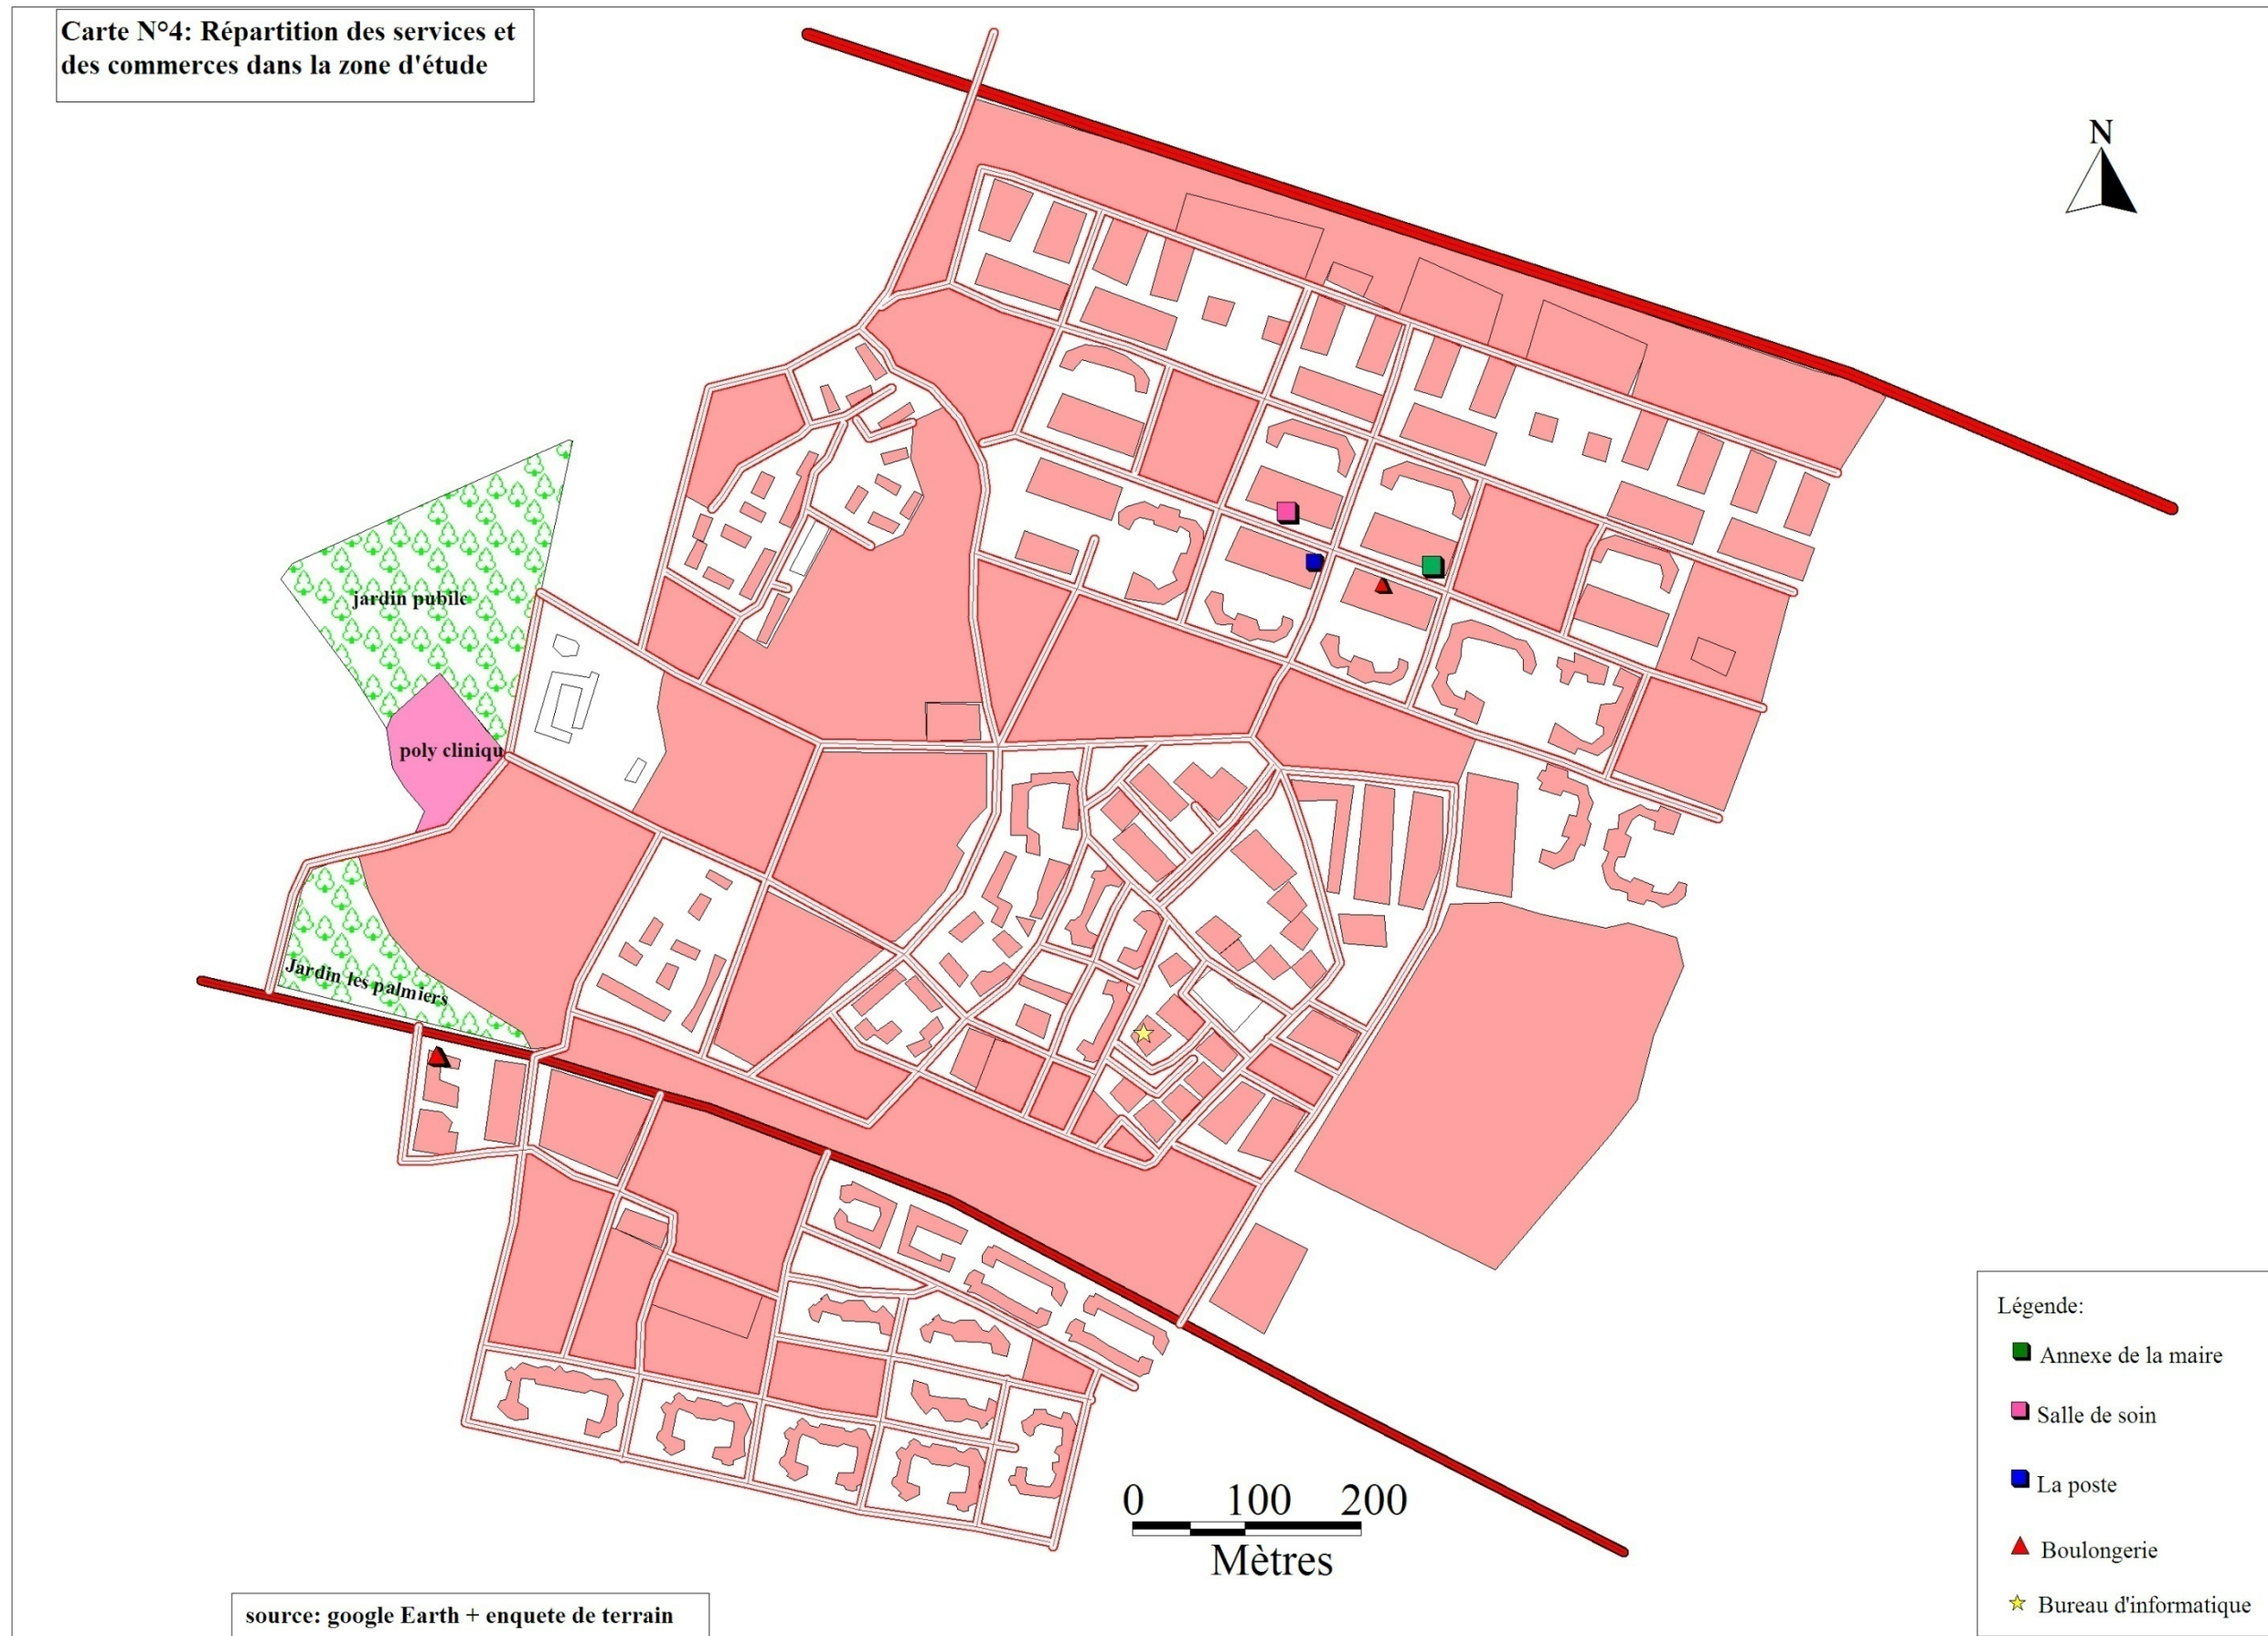 Carte N°4: Répartition des services et
des commerces dans la zone d'étude
N
jardin pubilc
poly cliniqu
Jardin les palmiers
0 100 200
Mètres
Légende:
Annexe de la maire
Salle de soin
La poste
Boulongerie
Bureau d'informatique
source: google Earth + enquete de terrain